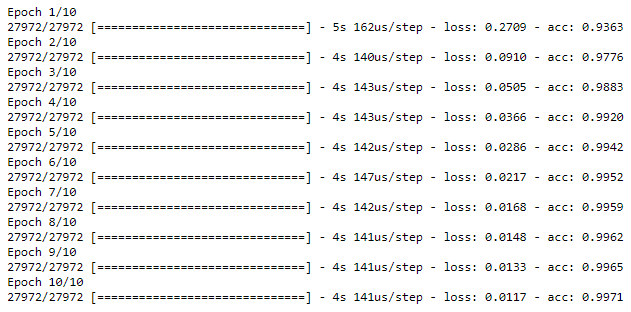 Epoch 1/10
27972/27972 [==============================] - 5s 162us/step - loss: 0.2709 - acc: 0.9363
Epoch 2/10
27972/27972 [==============================] - 4s 140us/step - loss: 0.0910 - acc: 0.9776
Epoch 3/10
27972/27972 [==============================] - 4s 143us/step - loss: 0.0505 - acc: 0.9883
Epoch 4/10
27972/27972 [==============================] - 4s 143us/step - loss: 0.0366 - acc: 0.9920
Epoch 5/10
27972/27972 [==============================] - 4s 142us/step - loss: 0.0286 - acc: 0.9942
Epoch 6/10
27972/27972 [==============================] - 4s 147us/step - loss: 0.0217 - acc: 0.9952
Epoch 7/10
27972/27972 [==============================] - 4s 142us/step - loss: 0.0168 - acc: 0.9959
Epoch 8/10
27972/27972 [==============================] - 4s 141us/step - loss: 0.0148 - acc: 0.9962
Epoch 9/10
27972/27972 [==============================] - 4s 141us/step - loss: 0.0133 - acc: 0.9965
Epoch 10/10
27972/27972 [==============================] - 4s 141us/step - loss: 0.0117 - acc: 0.9971